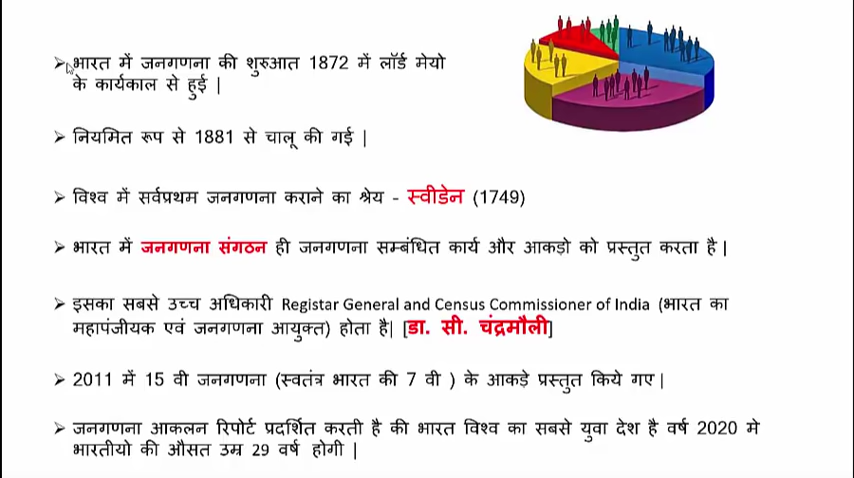 ➢ भारत में जनगणना की शुरुआत 1872 में लॉर्ड मेयो
के कार्यकाल से हुई |
➢ नियमित रूप से 1881 से चालू की गई |
➢ विश्व में सर्वप्रथम जनगणना कराने का श्रेय - स्वीडेन (1749)
➢ भारत में जनगणना संगठन ही जनगणना सम्बंधित कार्य और आकड़ो को प्रस्तुत करता है |
➢ इसका सबसे उच्च अधिकारी Registar General and Census Commissioner of India (भारत का
महापंजीयक एवं जनगणना आयुक्त) होता है| [डा. सी. चंद्रमौली]
➢ 2011 में 15 वी जनगणना (स्वतंत्र भारत की 7 वी ) के आकड़े प्रस्तुत किये गए |
➢ जनगणना आकलन रिपोर्ट प्रदर्शित करती है की भारत विश्व का सबसे युवा देश है वर्ष 2020 मे
भारतीयो की औसत उम्र 29 वर्ष होगी |